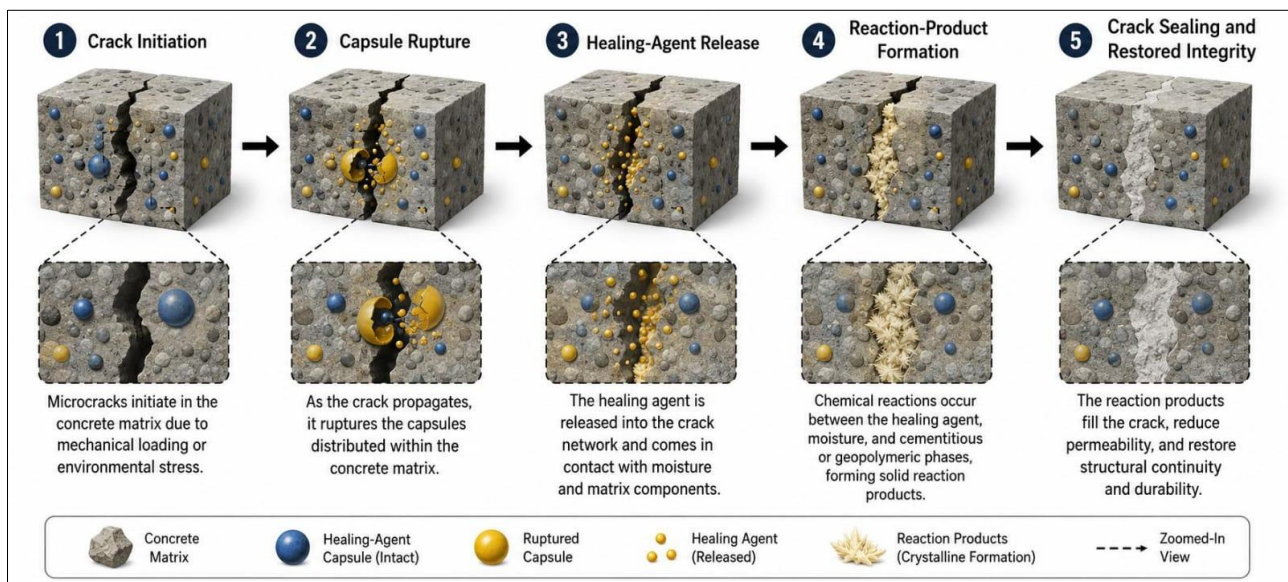 1 Crack Initiation
2 Capsule Rupture
3 Healing-Agent Release
4 Reaction-Product
Formation
5 Crack Sealing and
Restored Integrity
Microcracks initiate in the
concrete matrix due to
mechanical loading or
environmental stress.
As the crack propagates,
it ruptures the capsules
distributed within the
concrete matrix.
The healing agent is
released into the crack
network and comes in
contact with moisture
and matrix components.
Chemical reactions occur
between the healing agent,
moisture, and cementitious
or geopolymeric phases,
forming solid reaction
products.
The reaction products
fill the crack, reduce
permeability, and restore
structural continuity
and durability.
Concrete
Matrix
Healing-Agent
Capsule (Intact)
Ruptured
Capsule
Healing Agent
(Released)
Reaction Products
(Crystalline Formation)
Zoomed-In
View